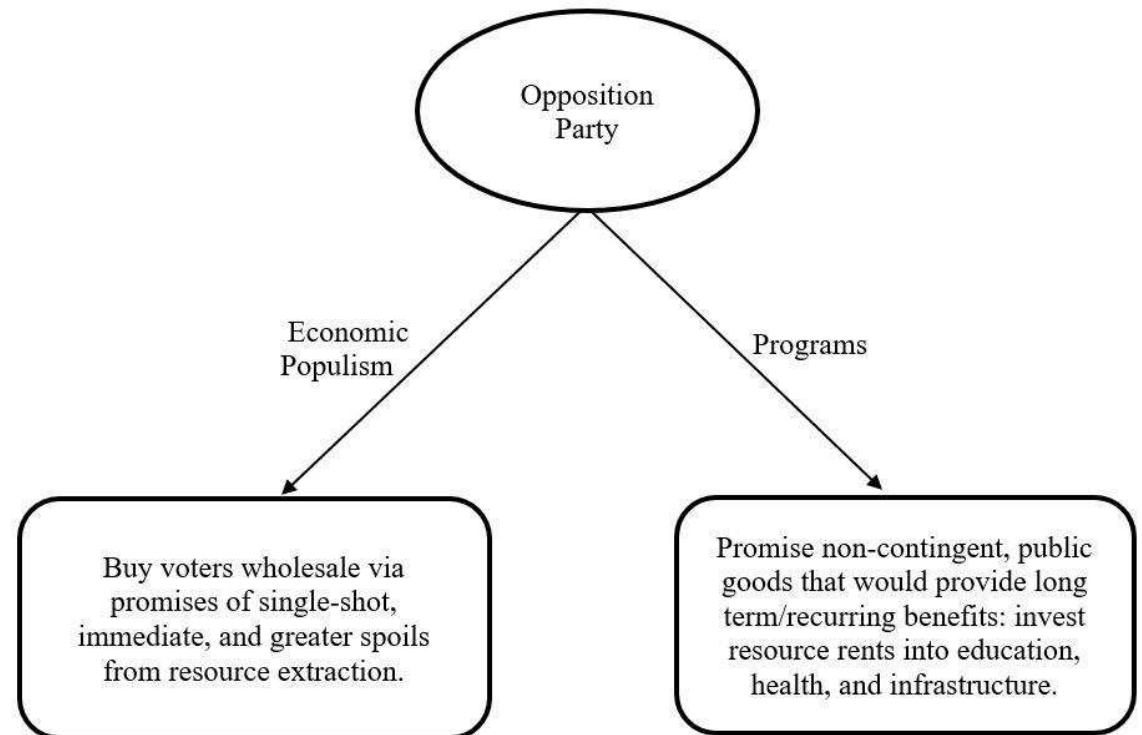 Opposition
Party
Economic
Populism
Programs
Buy voters wholesale via
promises of single-shot,
immediate, and greater spoils
from resource extraction.
Promise non-contingent, public
goods that would provide long
term/recurring benefits: invest
resource rents into education,
health, and infrastructure.